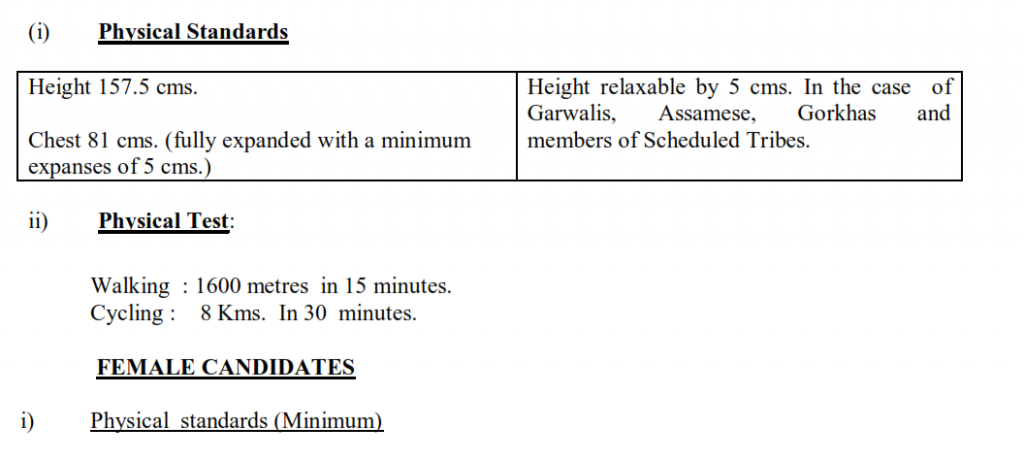 (i) Physical Standards
Height 157.5 cms.
Chest 81 cms. (fully expanded with a minimum
expanses of 5 cms.)
Height relaxable by 5 cms. In the case of
Garwalis, Assamese, Gorkhas and
members of Scheduled Tribes.
ii) Physical Test:
Walking : 1600 metres in 15 minutes.
Cycling : 8 Kms. In 30 minutes.
FEMALE CANDIDATES
i) Physical standards (Minimum)